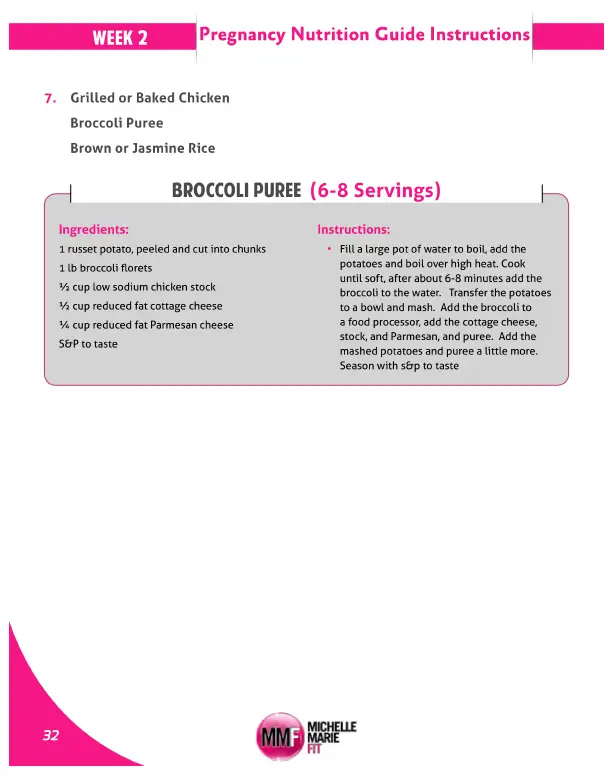 WEEK 2
Pregnancy Nutrition Guide Instructions
7. Grilled or Baked Chicken
Broccoli Puree
Brown or Jasmine Rice
BROCCOLI PUREE (6-8 Servings)
Ingredients:
1 russet potato, peeled and cut into chunks
1 lb broccoli florets
½ cup low sodium chicken stock
½ cup reduced fat cottage cheese
¼ cup reduced fat Parmesan cheese
S&P to taste
Instructions:
• Fill a large pot of water to boil, add the
potatoes and boil over high heat. Cook
until soft, after about 6-8 minutes add the
broccoli to the water. Transfer the potatoes
to a bowl and mash. Add the broccoli to
a food processor, add the cottage cheese,
stock, and Parmesan, and puree. Add the
mashed potatoes and puree a little more.
Season with s&p to taste
32
MMF
MICHELLE
MARIE
FIT